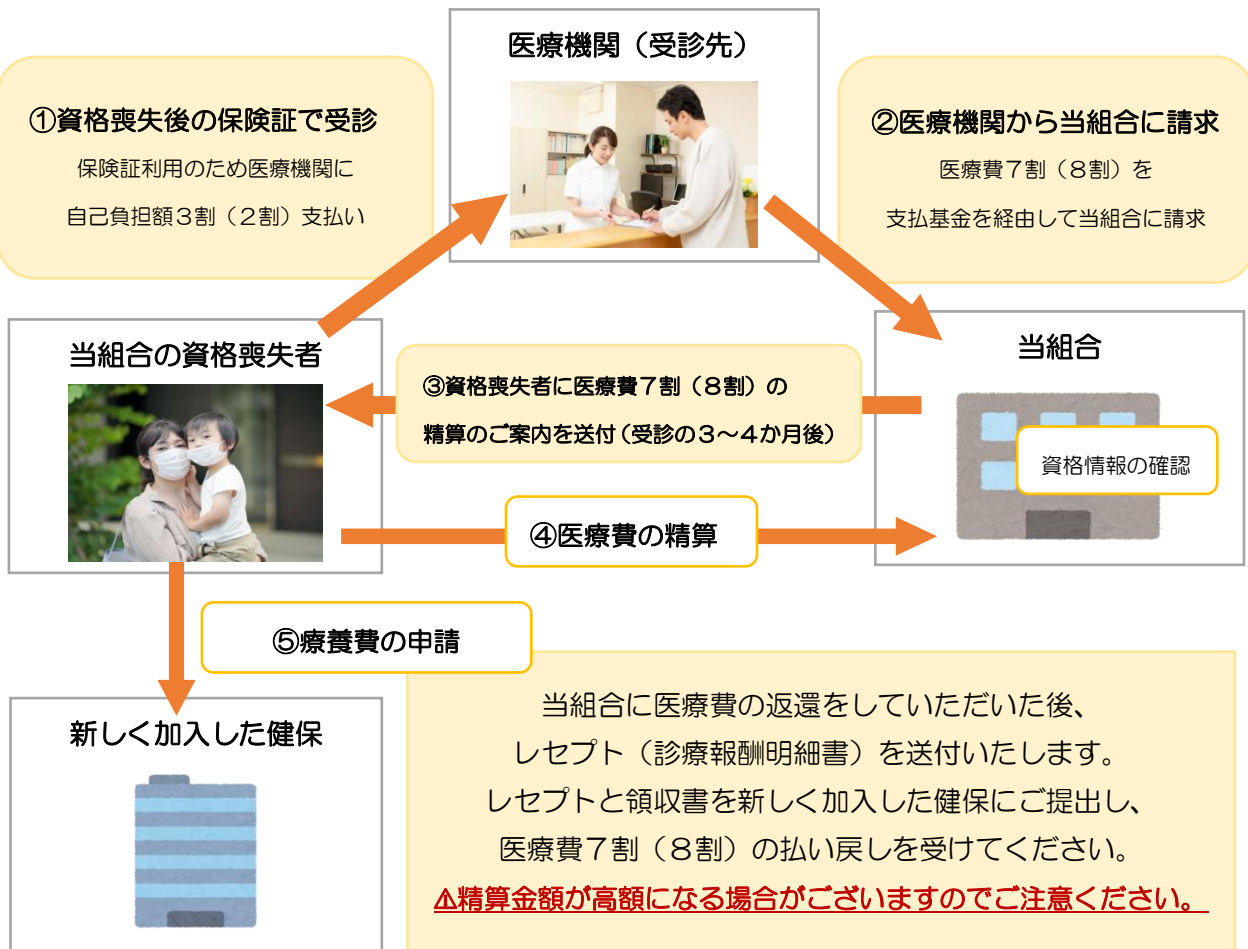 医療機関（受診先）
①資格喪失後の保険証で受診
保険証利用のため医療機関に
自己負担額３割（２割）支払い
②医療機関から当組合に請求
医療費７割（８割）を
支払基金を経由して当組合に請求
当組合の資格喪失者
③資格喪失者に医療費７割（８割）の
精算のご案内を送付（受診の３～４か月後）
当組合
資格情報の確認
④医療費の精算
⑤療養費の申請
新しく加入した健保
当組合に医療費の返還をしていただいた後、
レセプト（診療報酬明細書）を送付いたします。
レセプトと領収書を新しく加入した健保にご提出し、
医療費７割（８割）の払い戻しを受けてください。
⚠精算金額が高額になる場合がございますのでご注意ください。